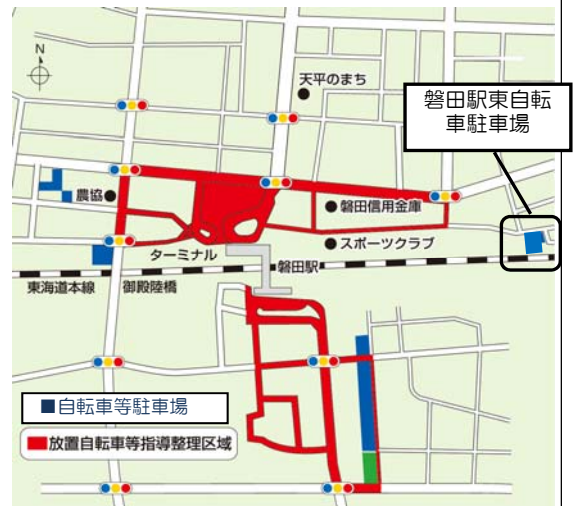 N
天平のまち
磐田駅東自転
車駐車場
農協
磐田信用金庫
スポーツクラブ
ターミナル
磐田駅
東海道本線
御殿陸橋
■自転車等駐車場
放置自転車等指導整理区域